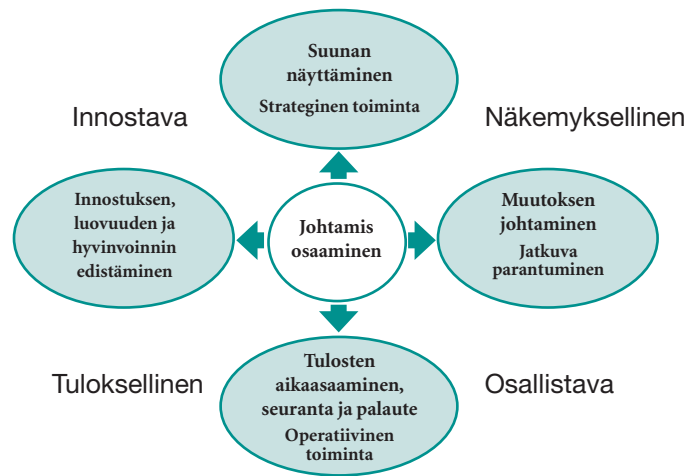 Suunan
näyttäminen
Strateginen toiminta
Innostava
Näkemyksellinen
Innostuksen,
luovuuden ja
hyvinvoinnin
edistäminen
Johtamis
osaaminen
Muutoksen
johtaminen
Jatkuva
parantuminen
Tuloksellinen
Tulosten
aikaasaaminen,
seuranta ja palaute
Operatiivinen
toiminta
Osallistava